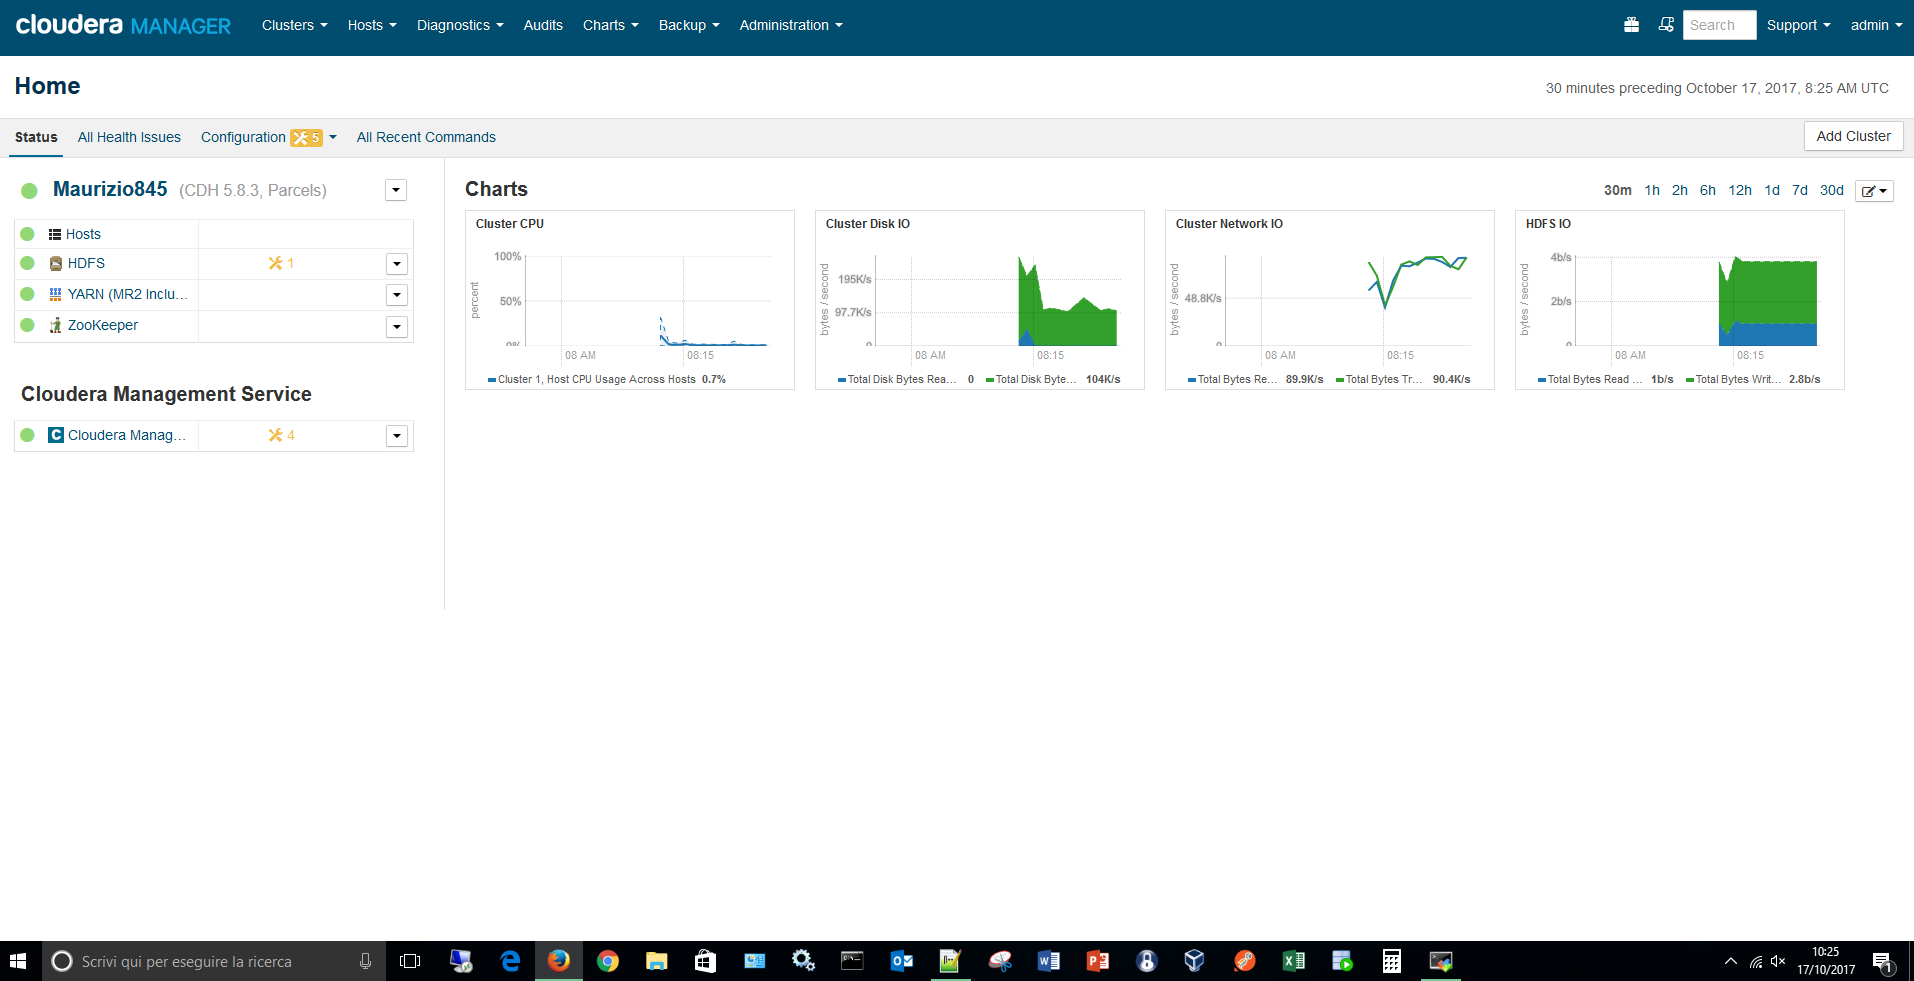 cloudera MANAGER Clusters Hosts Diagnostics Audits Charts Backup Administration Search Support admin
Home
30 minutes preceding October 17, 2017, 8:25 AM UTC
Status All Health Issues Configuration 5 All Recent Commands Add Cluster
Maurizio845 (CDH 5.8.3, Parcels)
Hosts
HDFS 1
YARN (MR2 Inclu...
ZooKeeper
Cloudera Management Service
Cloudera Manag... 4
Charts
30m 1h 2h 6h 12h 1d 7d 30d
Cluster CPU
percent
100%
50%
0%
08 AM 08:15
Cluster 1, Host CPU Usage Across Hosts 0.7%
Cluster Disk IO
bytes / second
195K/s
97.7K/s
0
08 AM 08:15
Total Disk Bytes Rea... 0 Total Disk Byte... 104K/s
Cluster Network IO
bytes / second
48.8K/s
0
08 AM 08:15
Total Bytes Re... 89.9K/s Total Bytes Tr... 90.4K/s
HDFS IO
bytes / second
4b/s
2b/s
0
08 AM 08:15
Total Bytes Read ... 1b/s Total Bytes Writ... 2.8b/s
Scrivi qui per eseguire la ricerca
10:25
17/10/2017
1